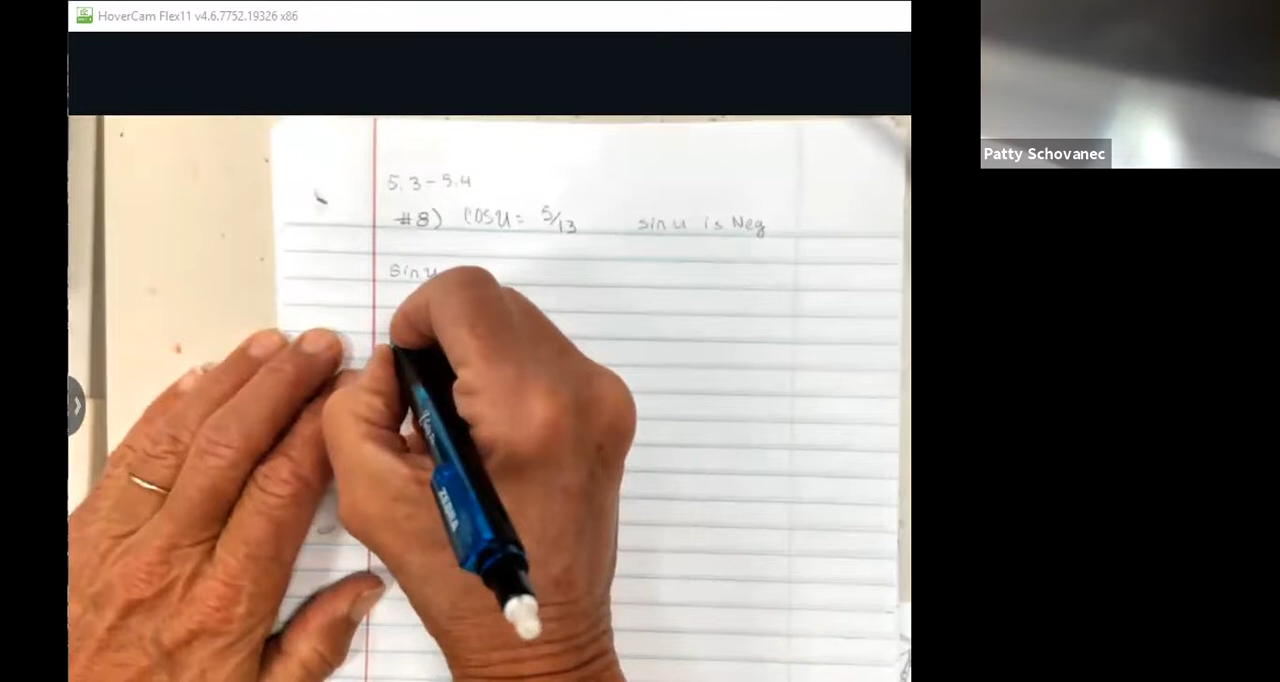 HoverCam Flex11 v4.6.7752.19326 x86
Patty Schovanec
5.3-5.4
#8) cos u = 5/13 sin u is Neg
sin u
ZEBRA